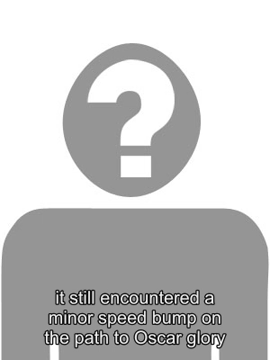 ?
it still encountered a
minor speed bump on
the path to Oscar glory